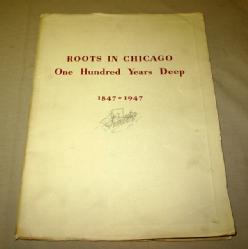 ROOTS IN CHICAGO
One Hundred Years Deep
1847-1947